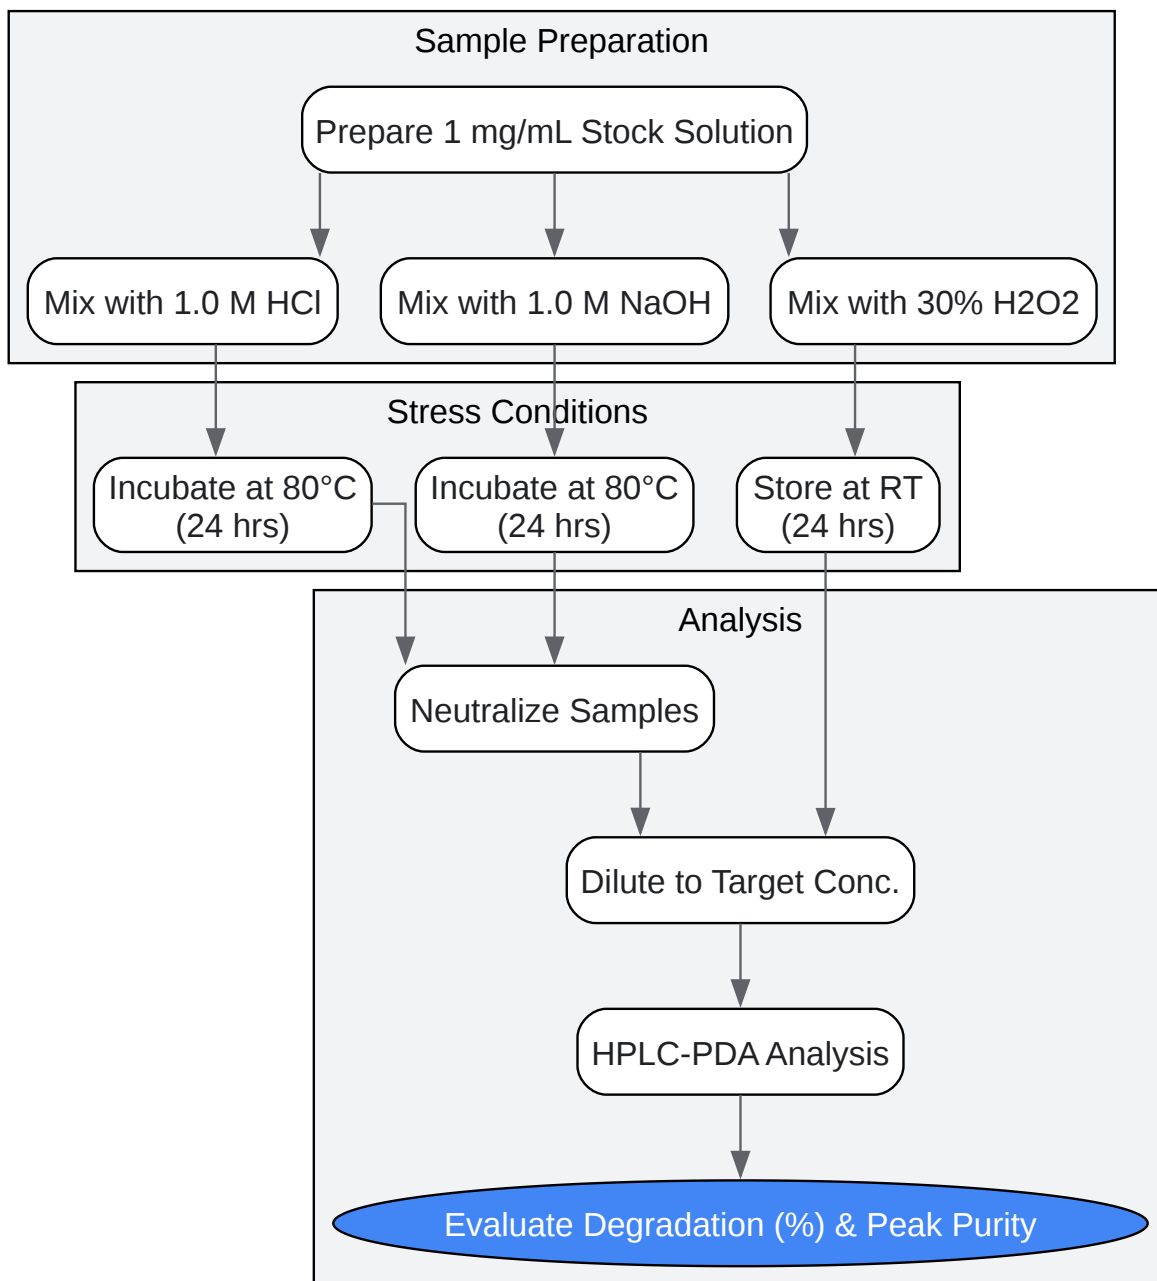 Sample Preparation
Prepare 1 mg/mL Stock Solution
Mix with 1.0 M HCl
Mix with 1.0 M NaOH
Mix with 30% H2O2
Stress Conditions
Incubate at 80°C
(24 hrs)
Incubate at 80°C
(24 hrs)
Store at RT
(24 hrs)
Analysis
Neutralize Samples
Dilute to Target Conc.
HPLC-PDA Analysis
Evaluate Degradation (%) & Peak Purity